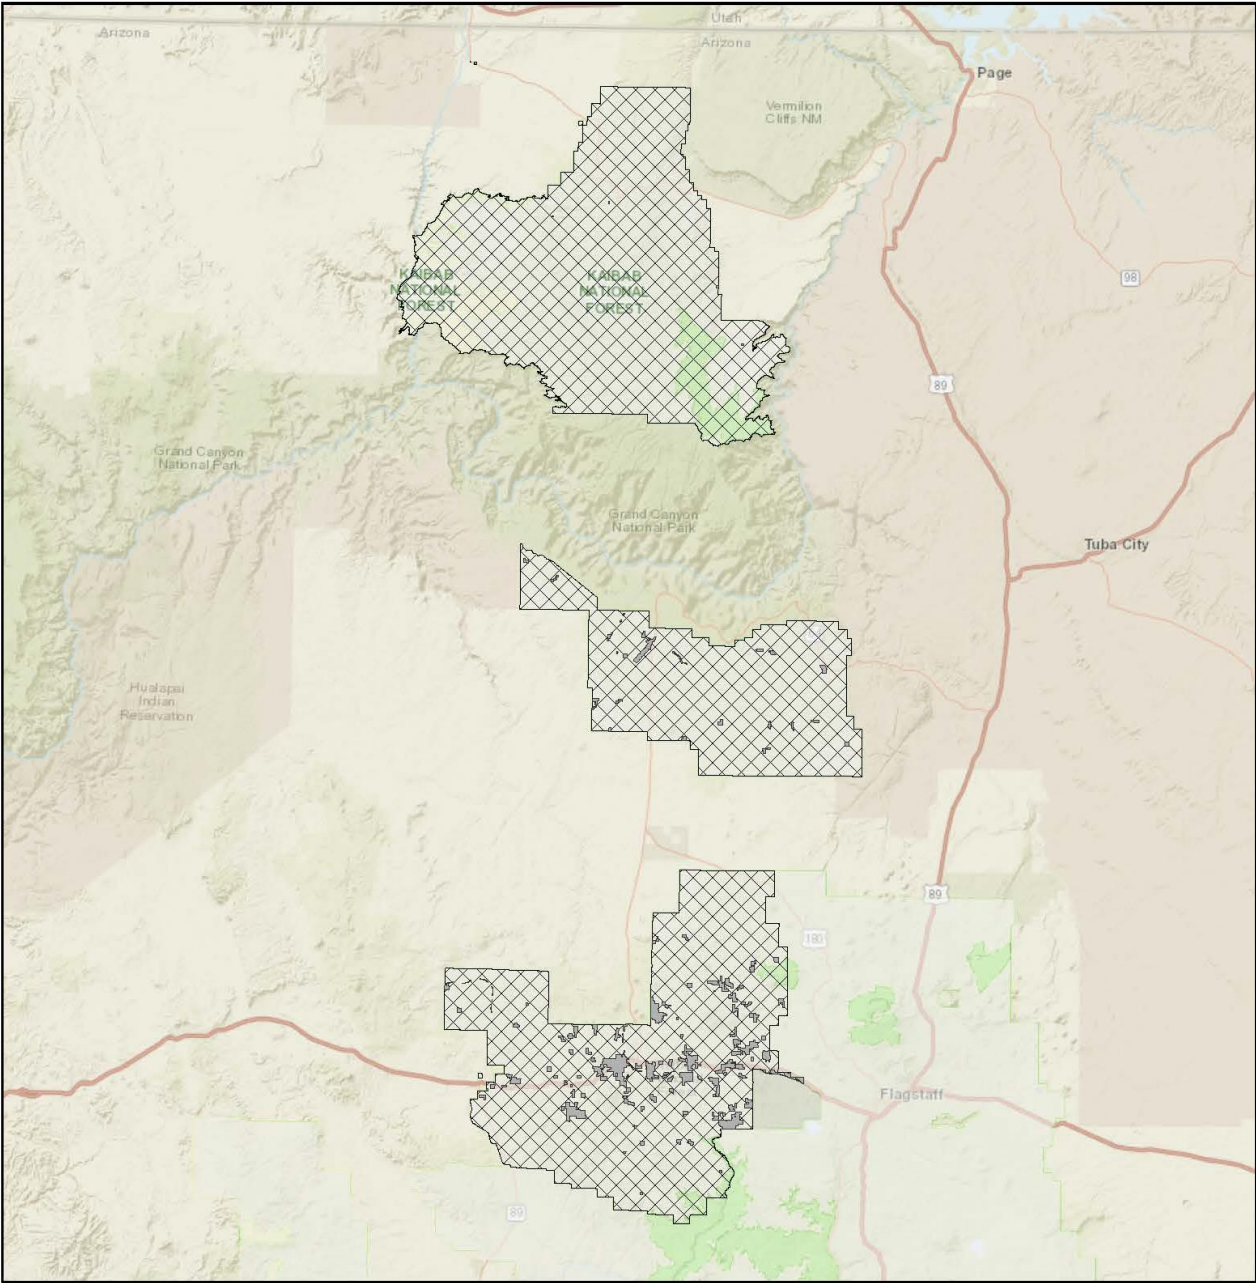 Utah
Arizona
Arizona
Page
Vermilion
Cliffs NM
KAIBAB
NATIONAL
FOREST
KAIBAB
NATIONAL
FOREST
98
89
Grand Canyon
National Park
Grand Canyon
National Park
Tuba City
Hualapai
Indian
Reservation
89
180
Flagstaff
89